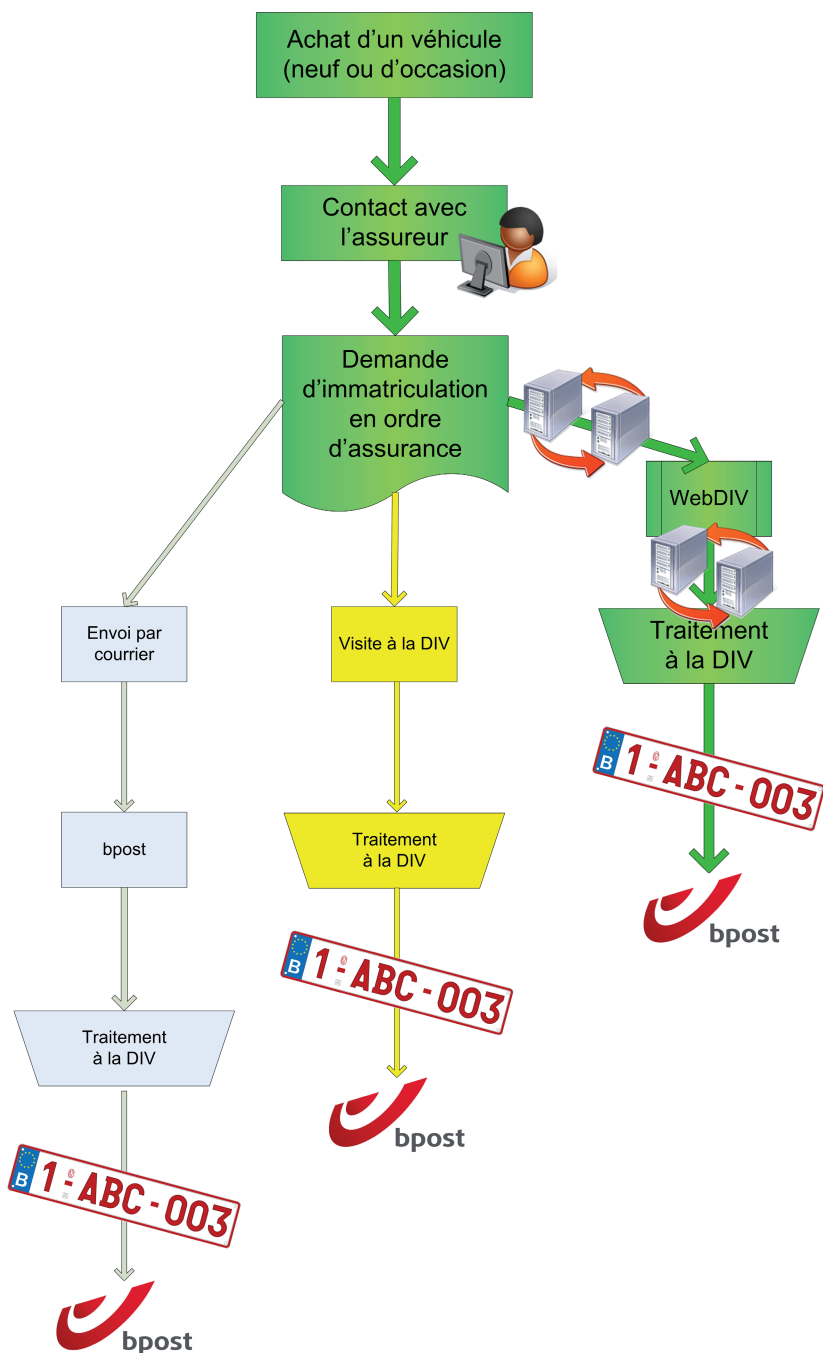 Achat d'un véhicule
(neuf ou d'occasion)
Contact avec
l'assureur
Demande
d'immatriculation
en ordre
d'assurance
WebDIV
Envoi par
courrier
Visite à la DIV
Traitement
à la DIV
B 1-ABC-003
bpost
Traitement
à la DIV
bpost
B 1-ABC-003
bpost
Traitement
à la DIV
B 1-ABC-003
bpost